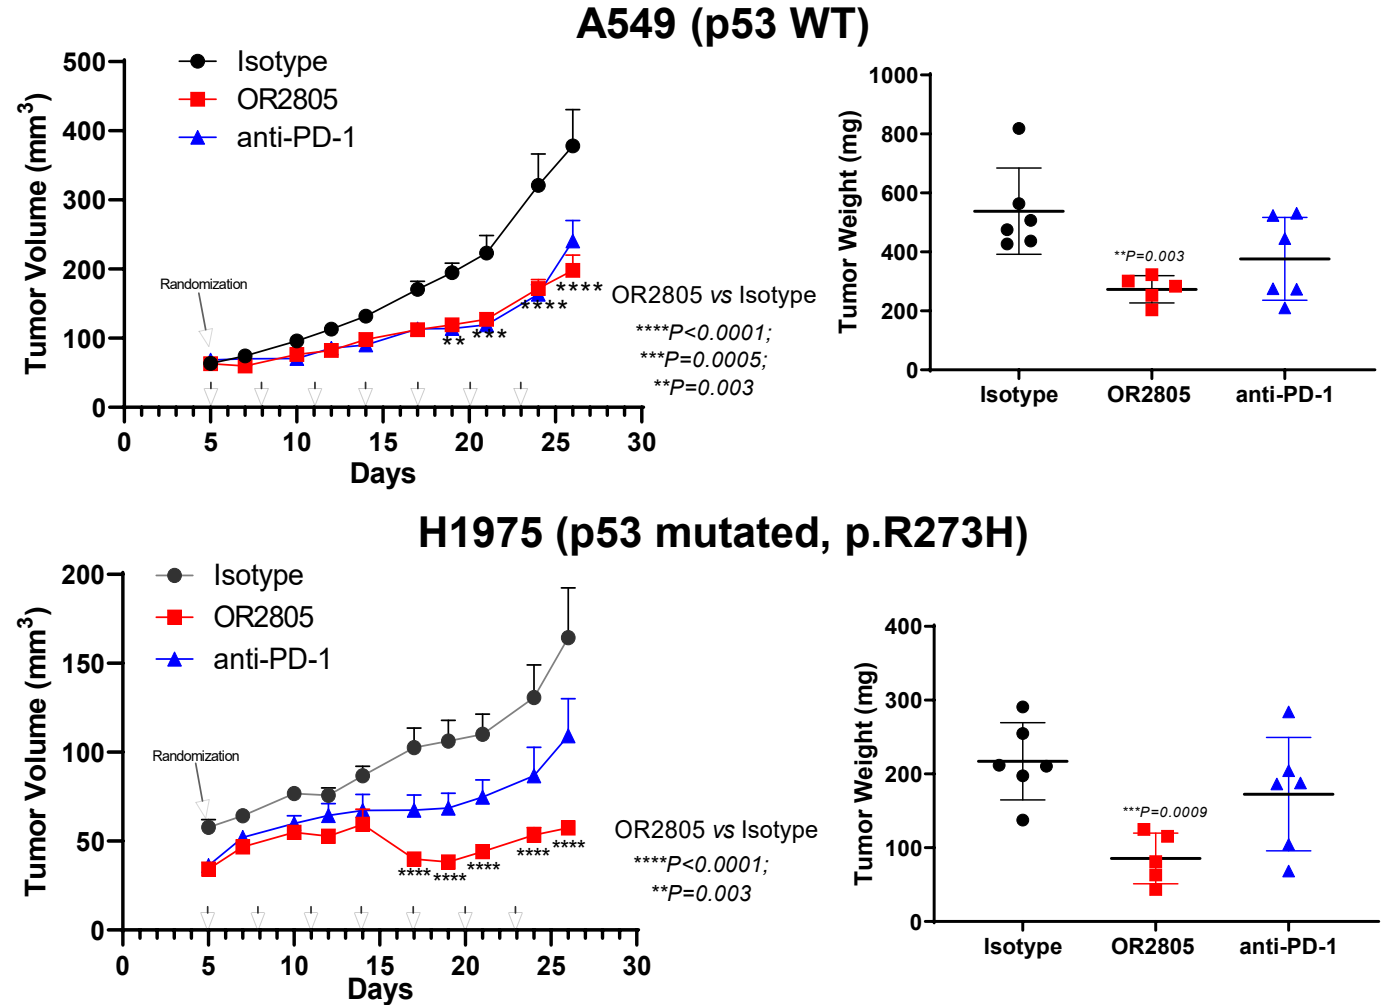 A549 (p53 WT)
Isotype
OR2805
anti-PD-1
Tumor Volume (mm³)
500
400
300
200
100
0
Randomization
** *** **** ****
0 5 10 15 20 25 30
Days
OR2805 vs Isotype
****P<0.0001;
***P=0.0005;
**P=0.003
Tumor Weight (mg)
1000
800
600
400
200
0
**P=0.003
Isotype OR2805 anti-PD-1
H1975 (p53 mutated, p.R273H)
Isotype
OR2805
anti-PD-1
Tumor Volume (mm³)
200
150
100
50
0
Randomization
**** **** **** **** ****
0 5 10 15 20 25 30
Days
OR2805 vs Isotype
****P<0.0001;
**P=0.003
Tumor Weight (mg)
400
300
200
100
0
***P=0.0009
Isotype OR2805 anti-PD-1